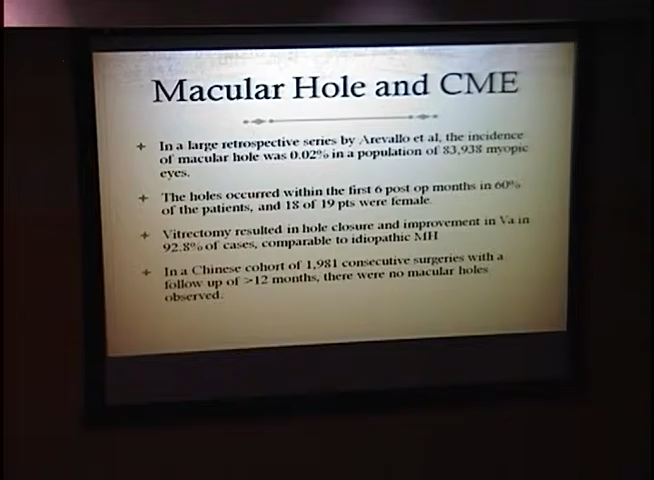 Macular Hole and CME
In a large retrospective series by Arevallo et al, the incidence
of macular hole was 0.02% in a population of 83,938 myopic
eyes.
The holes occurred within the first 6 post op months in 60%
of the patients, and 18 of 19 pts were female.
Vitrectomy resulted in hole closure and improvement in Va in
92.8% of cases, comparable to idiopathic MH
In a Chinese cohort of 1,981 consecutive surgeries with a
follow up of >12 months, there were no macular holes
observed.